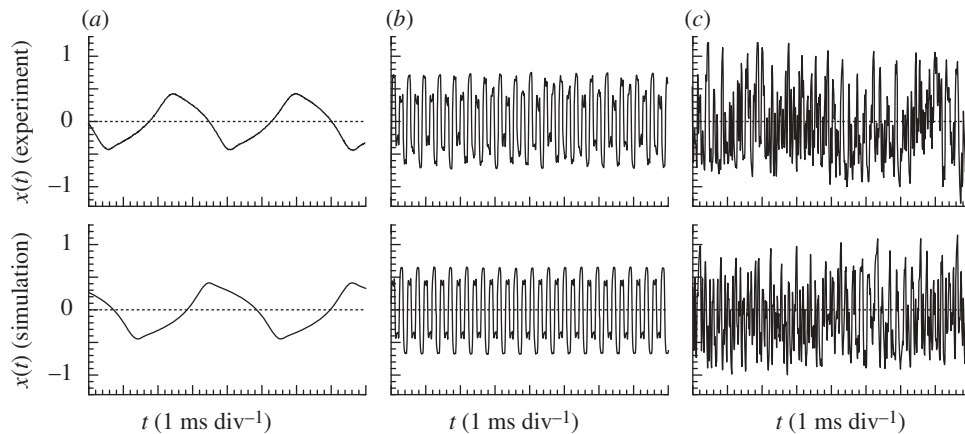 (a) (b) (c)
x(t) (experiment)
1
0
−1
x(t) (simulation)
1
0
−1
t (1 ms div⁻¹) t (1 ms div⁻¹) t (1 ms div⁻¹)